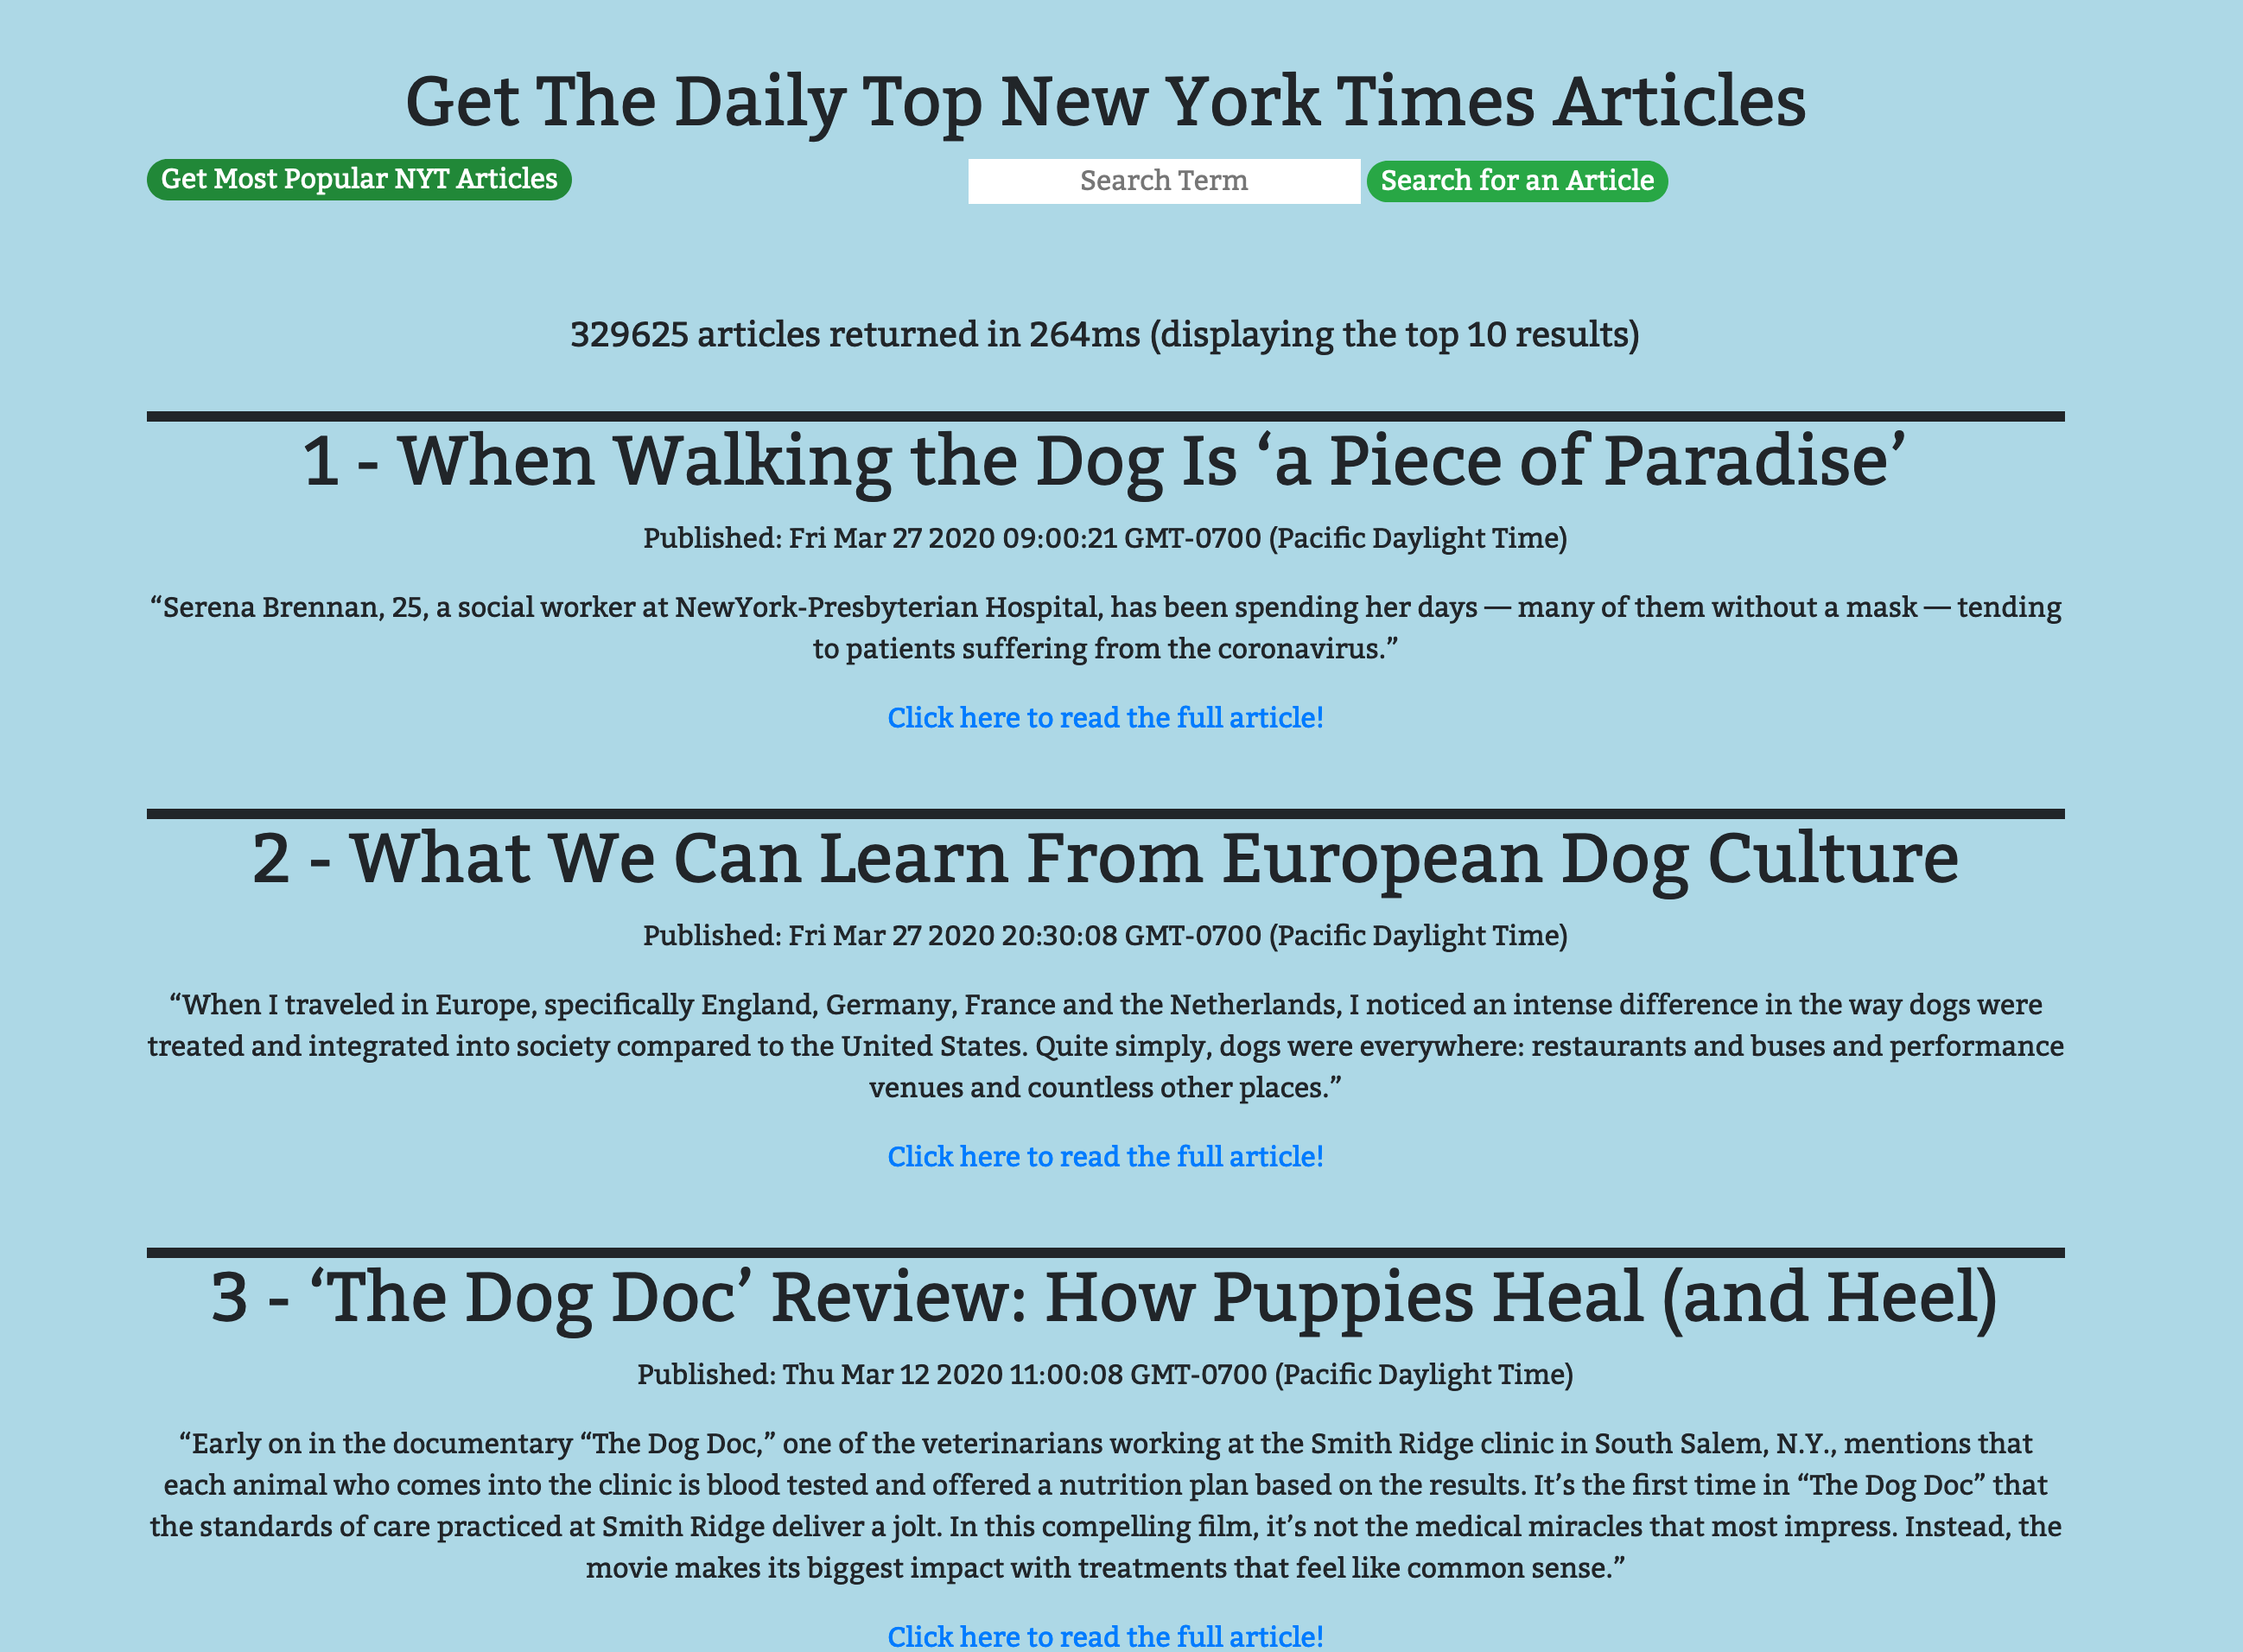 Get The Daily Top New York Times Articles
Get Most Popular NYT Articles
Search Term
Search for an Article
329625 articles returned in 264ms (displaying the top 10 results)
1 - When Walking the Dog Is ‘a Piece of Paradise’
Published: Fri Mar 27 2020 09:00:21 GMT-0700 (Pacific Daylight Time)
“Serena Brennan, 25, a social worker at NewYork-Presbyterian Hospital, has been spending her days — many of them without a mask — tending
to patients suffering from the coronavirus.”
Click here to read the full article!
2 - What We Can Learn From European Dog Culture
Published: Fri Mar 27 2020 20:30:08 GMT-0700 (Pacific Daylight Time)
“When I traveled in Europe, specifically England, Germany, France and the Netherlands, I noticed an intense difference in the way dogs were
treated and integrated into society compared to the United States. Quite simply, dogs were everywhere: restaurants and buses and performance
venues and countless other places.”
Click here to read the full article!
3 - ‘The Dog Doc’ Review: How Puppies Heal (and Heel)
Published: Thu Mar 12 2020 11:00:08 GMT-0700 (Pacific Daylight Time)
“Early on in the documentary “The Dog Doc,” one of the veterinarians working at the Smith Ridge clinic in South Salem, N.Y., mentions that
each animal who comes into the clinic is blood tested and offered a nutrition plan based on the results. It’s the first time in “The Dog Doc” that
the standards of care practiced at Smith Ridge deliver a jolt. In this compelling film, it’s not the medical miracles that most impress. Instead, the
movie makes its biggest impact with treatments that feel like common sense.”
Click here to read the full article!